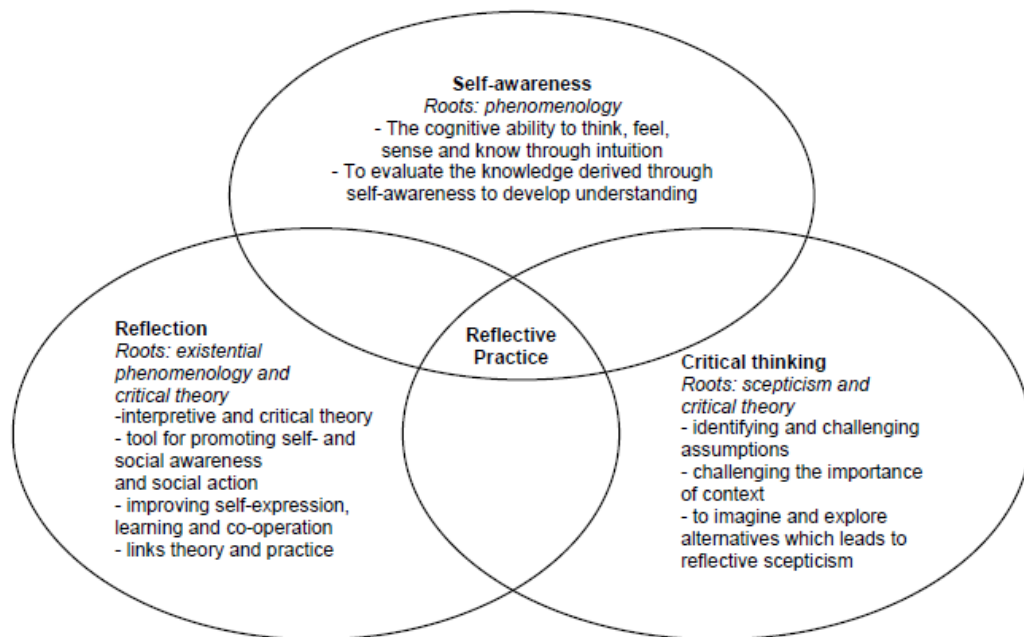 Self-awareness
Roots: phenomenology
- The cognitive ability to think, feel,
sense and know through intuition
- To evaluate the knowledge derived through
self-awareness to develop understanding
Reflection
Roots: existential
phenomenology and
critical theory
-interpretive and critical theory
- tool for promoting self- and
social awareness
and social action
- improving self-expression,
learning and co-operation
- links theory and practice
Reflective
Practice
Critical thinking
Roots: scepticism and
critical theory
- identifying and challenging
assumptions
- challenging the importance
of context
- to imagine and explore
alternatives which leads to
reflective scepticism